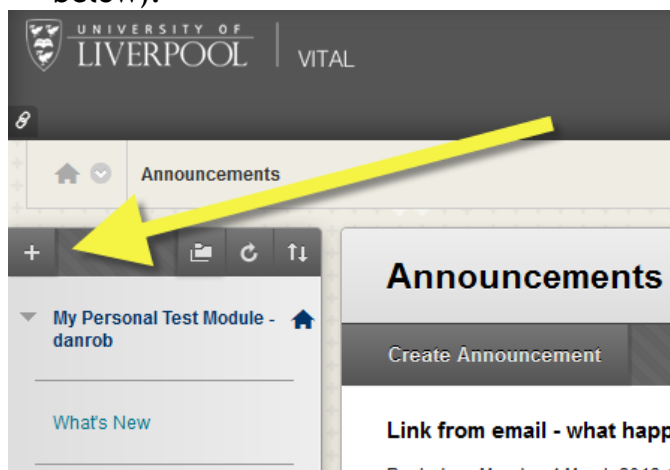 below).
UNIVERSITY OF
LIVERPOOL
VITAL
Announcements
My Personal Test Module -
danrob
What's New
Announcements
Create Announcement
Link from email - what happ